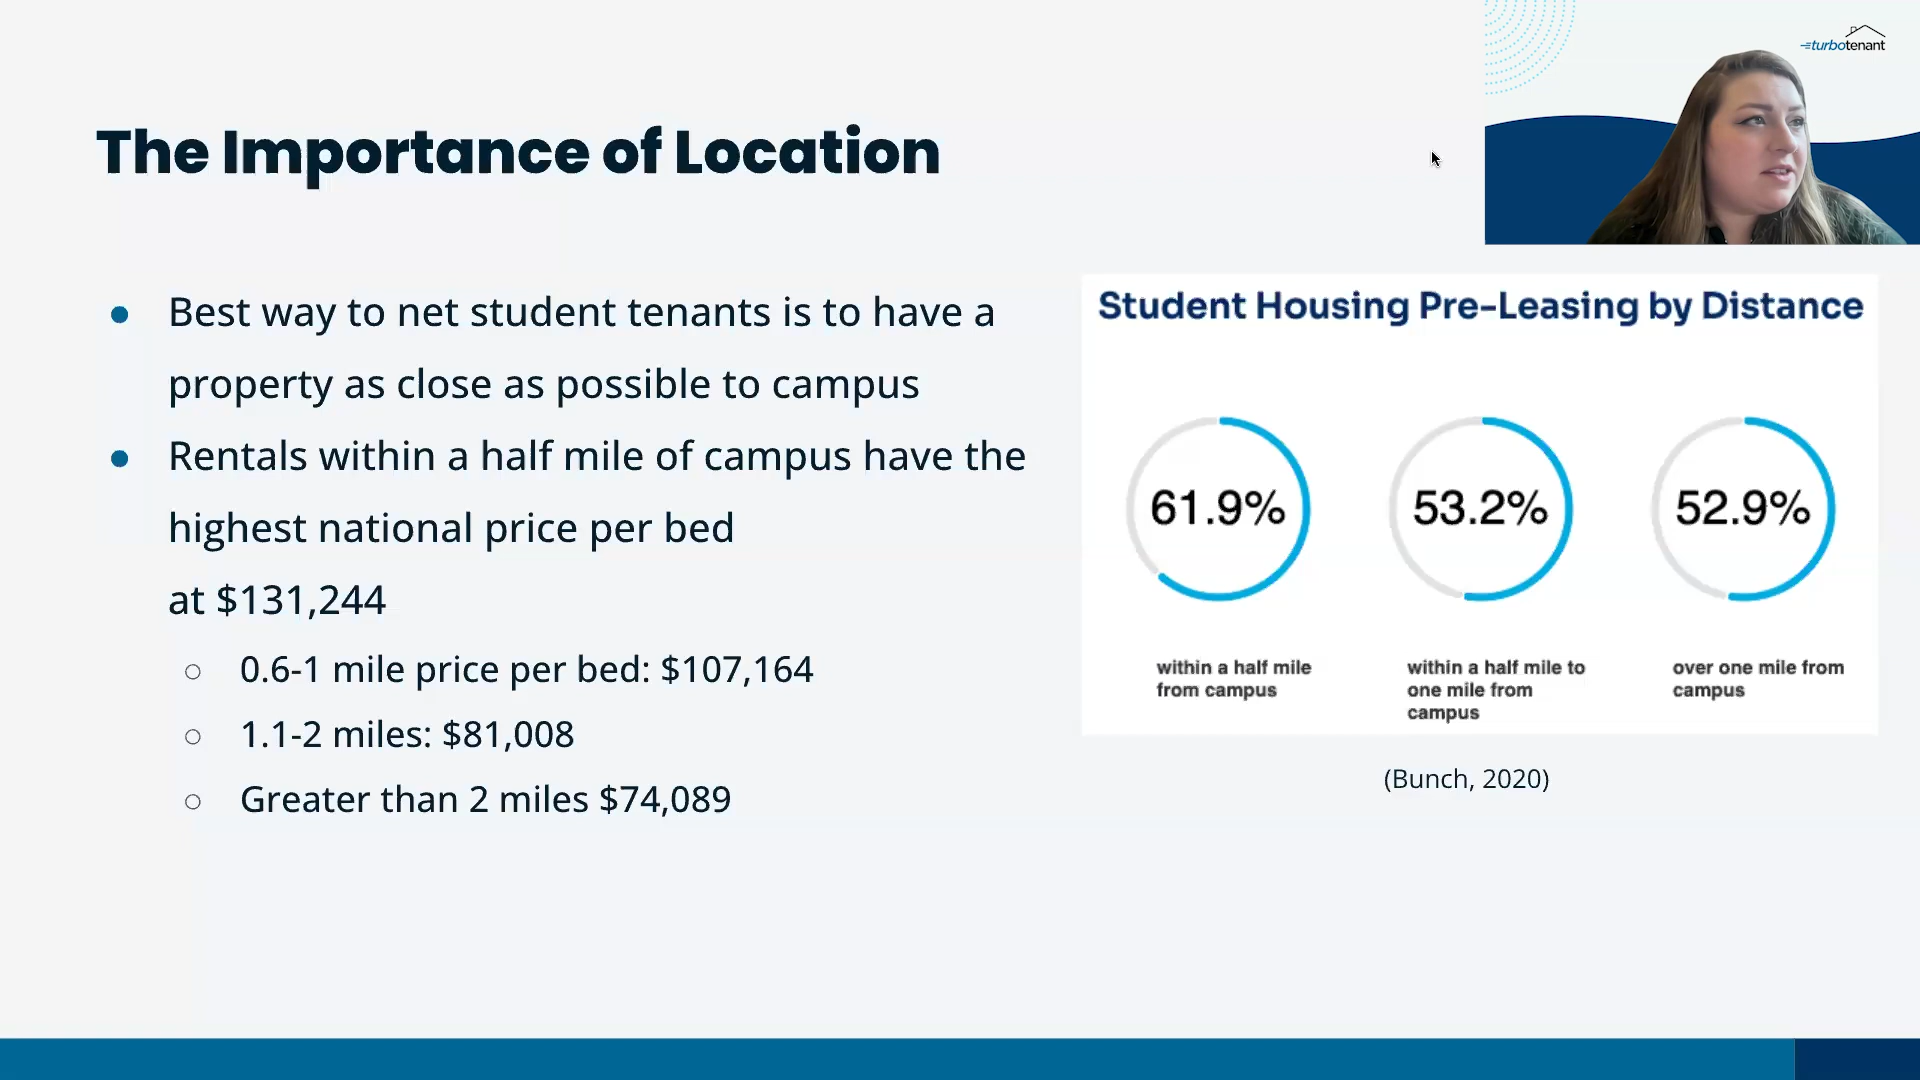 turbotenant
The Importance of Location
Best way to net student tenants is to have a
property as close as possible to campus
Rentals within a half mile of campus have the
highest national price per bed
at $131,244
0.6-1 mile price per bed: $107,164
1.1-2 miles: $81,008
Greater than 2 miles $74,089
Student Housing Pre-Leasing by Distance
61.9%
within a half mile
from campus
53.2%
within a half mile to
one mile from
campus
52.9%
over one mile from
campus
(Bunch, 2020)